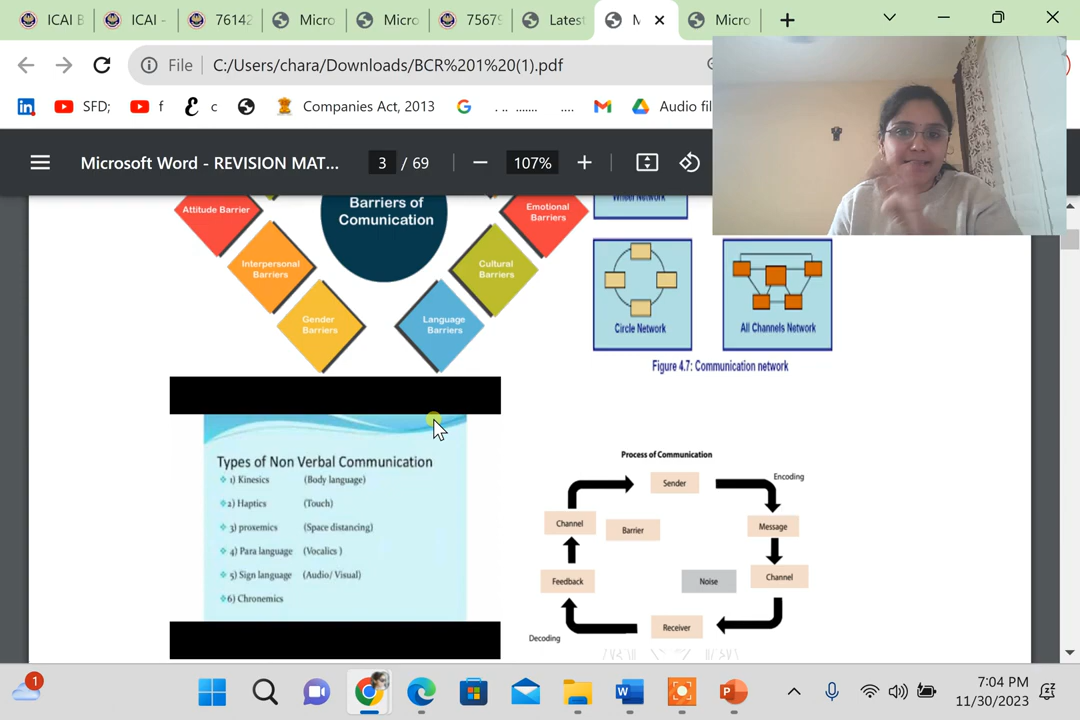 ICAI B
ICAI -
76142
Micro
Micro
75679
Latest
Micro
File
C:/Users/chara/Downloads/BCR%201%20(1).pdf
SFD;
f
c
Companies Act, 2013
. .. ....... ....
Audio fil
Microsoft Word - REVISION MAT...
3 / 69
107%
Barriers of
Comunication
Attitude Barrier
Interpersonal
Barriers
Gender
Barriers
Emotional
Barriers
Cultural
Barriers
Language
Barriers
Wheel Network
Circle Network
All Channels Network
Figure 4.7: Communication network
Types of Non Verbal Communication
1) Kinesics (Body language)
2) Haptics (Touch)
3) proxemics (Space distancing)
4) Para language (Vocalics )
5) Sign language (Audio/ Visual)
6) Chronemics
Process of Communication
Sender
Encoding
Message
Channel
Receiver
Decoding
Feedback
Channel
Barrier
Noise
1
7:04 PM
11/30/2023